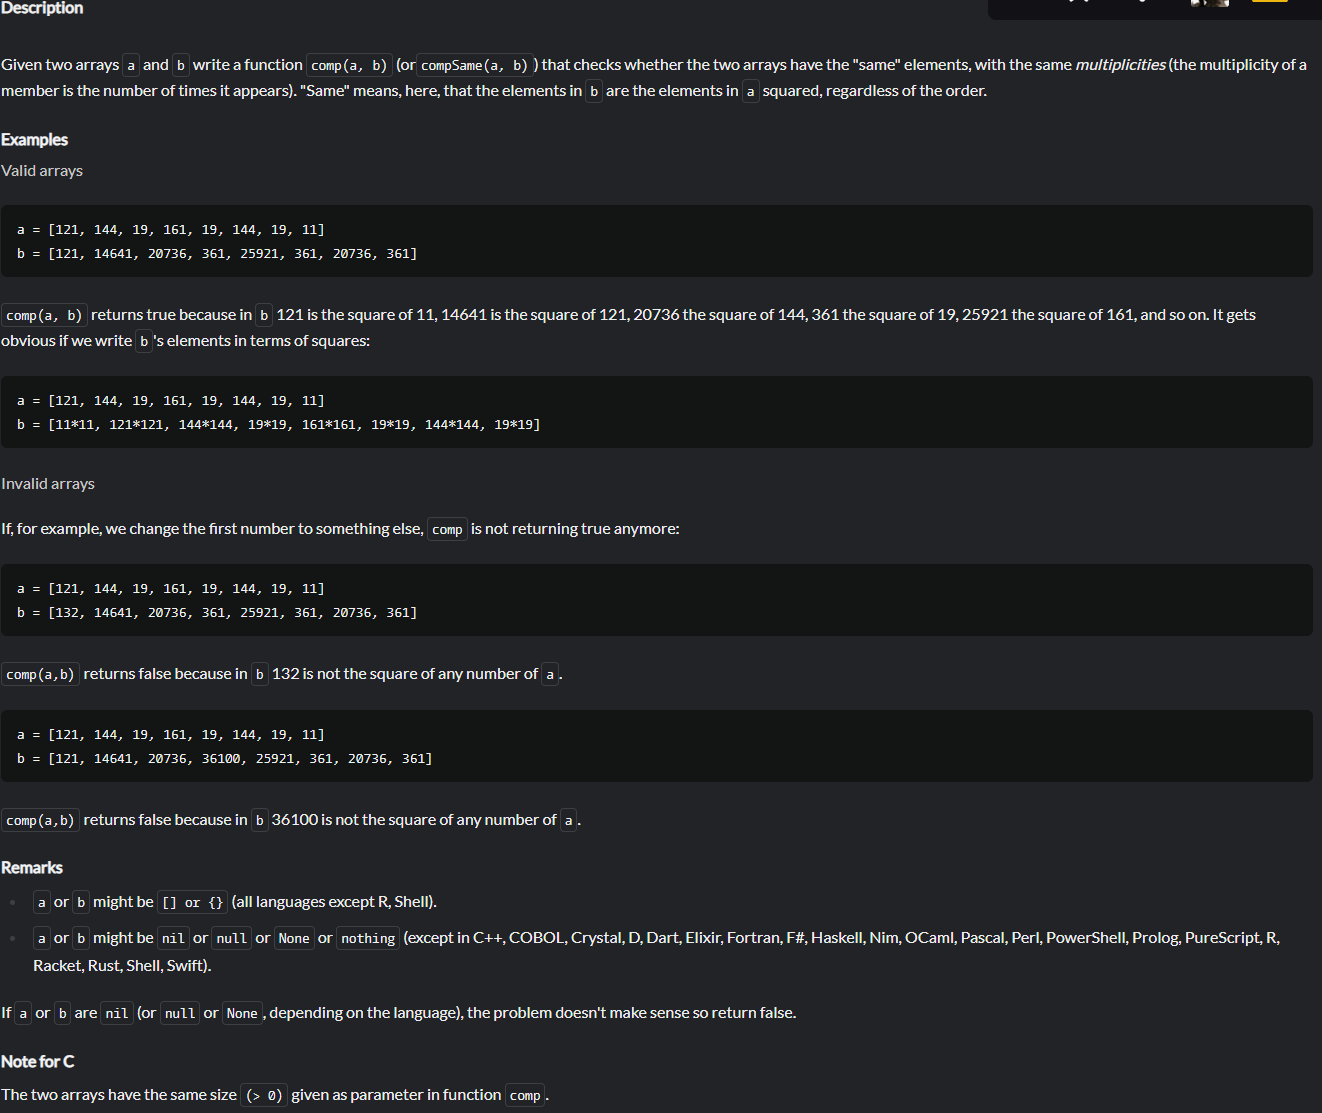 Description
Given two arrays a and b write a function comp(a, b) (or compSame(a, b) ) that checks whether the two arrays have the "same" elements, with the same multiplicities (the multiplicity of a
member is the number of times it appears). "Same" means, here, that the elements in b are the elements in a squared, regardless of the order.
Examples
Valid arrays
a = [121, 144, 19, 161, 19, 144, 19, 11]
b = [121, 14641, 20736, 361, 25921, 361, 20736, 361]
comp(a, b) returns true because in b 121 is the square of 11, 14641 is the square of 121, 20736 the square of 144, 361 the square of 19, 25921 the square of 161, and so on. It gets
obvious if we write b 's elements in terms of squares:
a = [121, 144, 19, 161, 19, 144, 19, 11]
b = [11*11, 121*121, 144*144, 19*19, 161*161, 19*19, 144*144, 19*19]
Invalid arrays
If, for example, we change the first number to something else, comp is not returning true anymore:
a = [121, 144, 19, 161, 19, 144, 19, 11]
b = [132, 14641, 20736, 361, 25921, 361, 20736, 361]
comp(a,b) returns false because in b 132 is not the square of any number of a .
a = [121, 144, 19, 161, 19, 144, 19, 11]
b = [121, 14641, 20736, 36100, 25921, 361, 20736, 361]
comp(a,b) returns false because in b 36100 is not the square of any number of a .
Remarks
a or b might be [] or {} (all languages except R, Shell).
a or b might be nil or null or None or nothing (except in C++, COBOL, Crystal, D, Dart, Elixir, Fortran, F#, Haskell, Nim, OCaml, Pascal, Perl, PowerShell, Prolog, PureScript, R,
Racket, Rust, Shell, Swift).
If a or b are nil (or null or None , depending on the language), the problem doesn't make sense so return false.
Note for C
The two arrays have the same size (> 0) given as parameter in function comp .